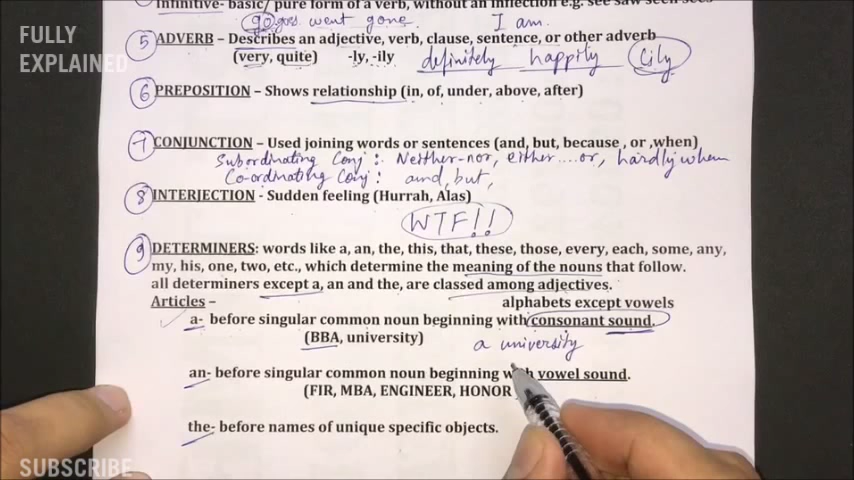 Infinitive- basic/ pure form of a verb, without an inflection e.g. see saw seen sees
go goes went gone I am.
FULLY
EXPLAINED
5 ADVERB – Describes an adjective, verb, clause, sentence, or other adverb
(very, quite) -ly, -ily definitely happily Cily
6 PREPOSITION – Shows relationship (in, of, under, above, after)
7 CONJUNCTION – Used joining words or sentences (and, but, because , or ,when)
Subordinating Conj : Neither-nor, either....or, hardly when
Co-ordinating Conj : and, but,
8 INTERJECTION - Sudden feeling (Hurrah, Alas)
WTF!!
9 DETERMINERS: words like a, an, the, this, that, these, those, every, each, some, any,
my, his, one, two, etc., which determine the meaning of the nouns that follow.
all determiners except a, an and the, are classed among adjectives.
Articles – alphabets except vowels
a- before singular common noun beginning with consonant sound.
(BBA, university) a university
an- before singular common noun beginning with vowel sound.
(FIR, MBA, ENGINEER, HONOR
the- before names of unique specific objects.
SUBSCRIBE